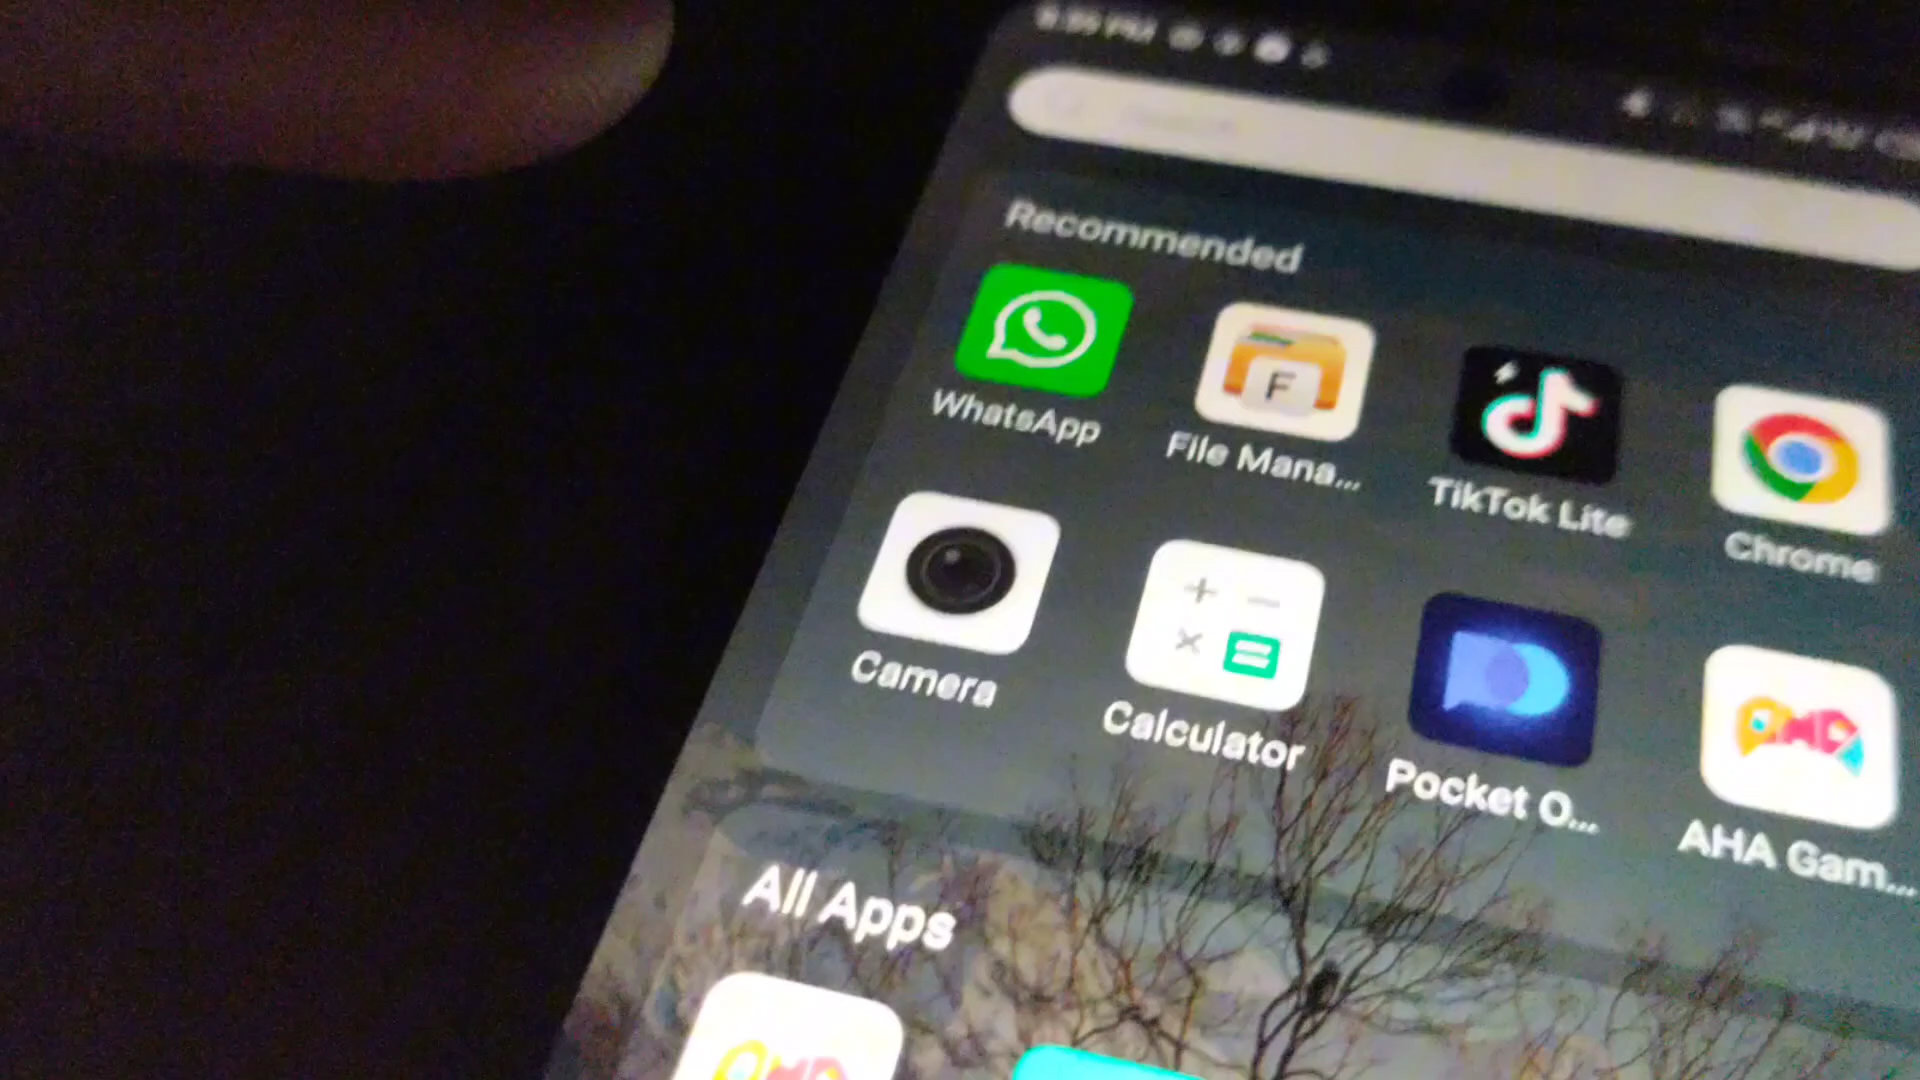 Recommended
WhatsApp
File Mana...
TikTok Lite
Chrome
F
Camera
Calculator
Pocket O...
AHA Gam...
All Apps